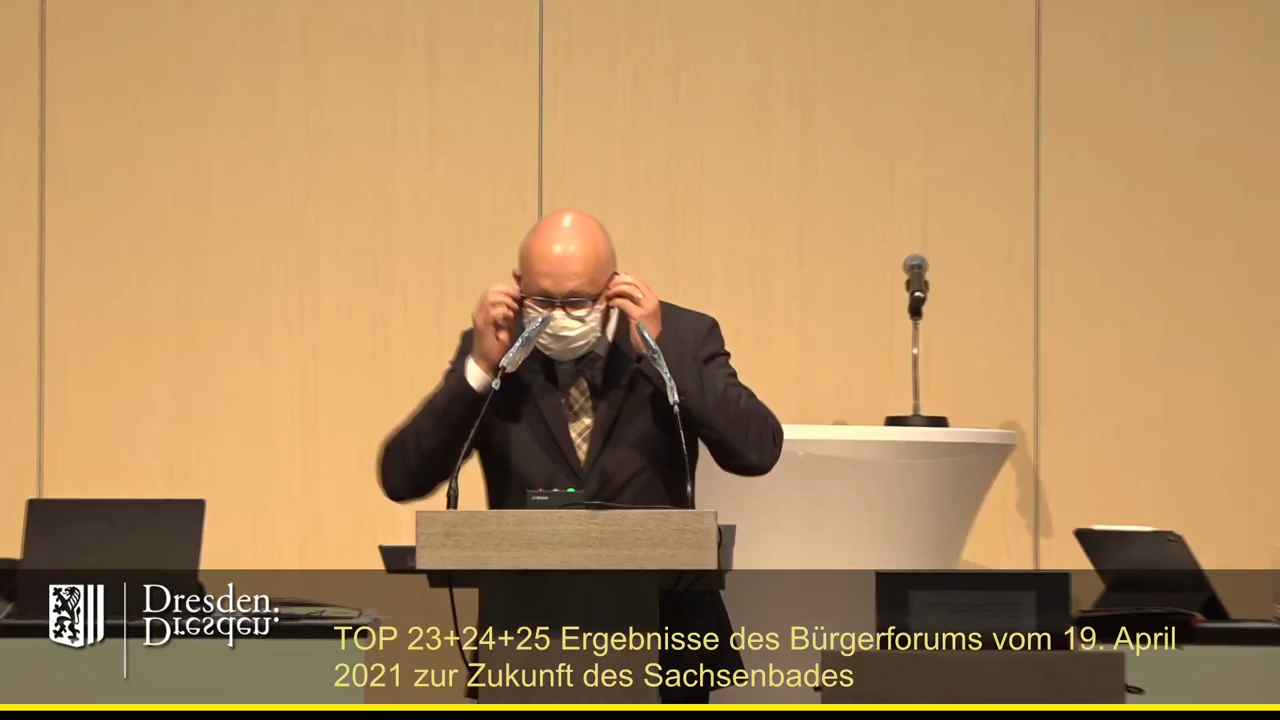 Dresden.
Dresden.
TOP 23+24+25 Ergebnisse des Bürgerforums vom 19. April
2021 zur Zukunft des Sachsenbades